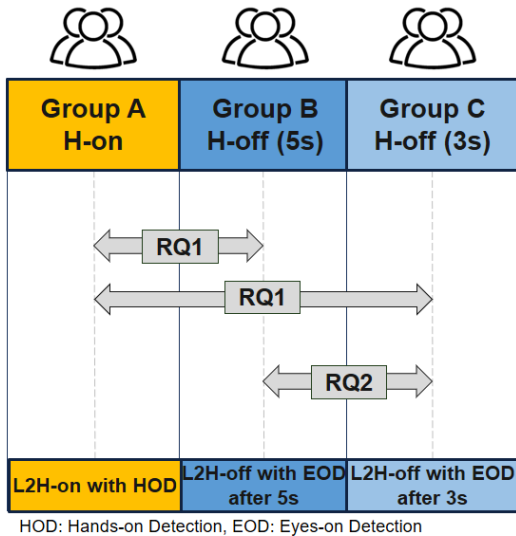 Group A
H-on
Group B
H-off (5s)
Group C
H-off (3s)
RQ1
RQ1
RQ2
L2H-on with HOD
L2H-off with EOD
after 5s
L2H-off with EOD
after 3s
HOD: Hands-on Detection, EOD: Eyes-on Detection